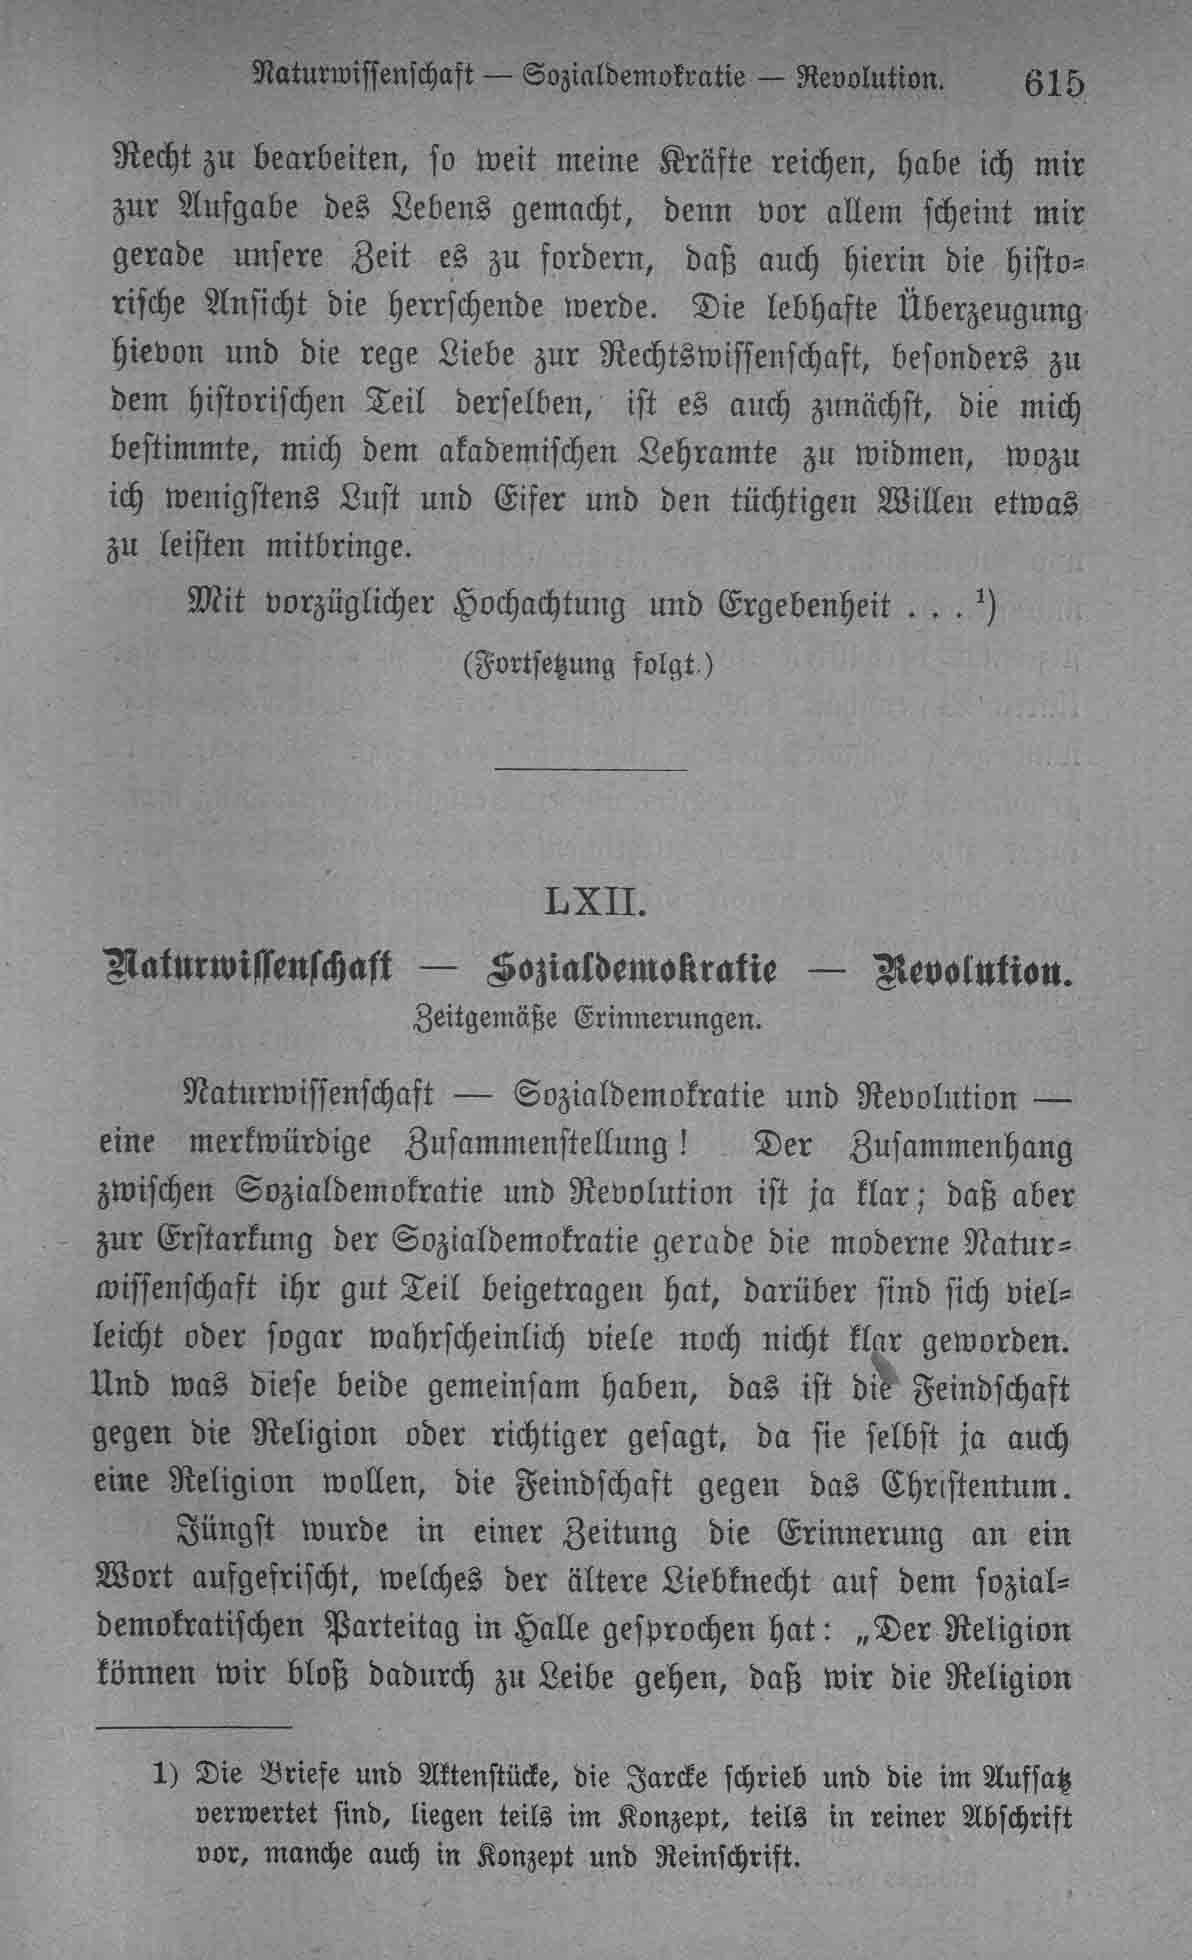 Naturwissenschaft — Sozialdemokratie — Revolution. 615
Recht zu bearbeiten, so weit meine Kräfte reichen, habe ich mir
zur Aufgabe des Lebens gemacht, denn vor allem scheint mir
gerade unsere Zeit es zu fordern, daß auch hierin die histo-
rische Ansicht die herrschende werde. Die lebhafte Überzeugung
hievon und die rege Liebe zur Rechtswissenschaft, besonders zu
dem historischen Teil derselben, ist es auch zunächst, die mich
bestimmte, mich dem akademischen Lehramte zu widmen, wozu
ich wenigstens Lust und Eifer und den tüchtigen Willen etwas
zu leisten mitbringe.
Mit vorzüglicher Hochachtung und Ergebenheit . . . ¹)
(Fortsetzung folgt.)
LXII.
Naturwissenschaft — Sozialdemokratie — Revolution.
Zeitgemäße Erinnerungen.
Naturwissenschaft — Sozialdemokratie und Revolution —
eine merkwürdige Zusammenstellung! Der Zusammenhang
zwischen Sozialdemokratie und Revolution ist ja klar; daß aber
zur Erstarkung der Sozialdemokratie gerade die moderne Natur-
wissenschaft ihr gut Teil beigetragen hat, darüber sind sich viel-
leicht oder sogar wahrscheinlich viele noch nicht klar geworden.
Und was diese beide gemeinsam haben, das ist die Feindschaft
gegen die Religion oder richtiger gesagt, da sie selbst ja auch
eine Religion wollen, die Feindschaft gegen das Christentum.
Jüngst wurde in einer Zeitung die Erinnerung an ein
Wort aufgefrischt, welches der ältere Liebknecht auf dem sozial-
demokratischen Parteitag in Halle gesprochen hat: „Der Religion
können wir bloß dadurch zu Leibe gehen, daß wir die Religion
1) Die Briefe und Aktenstücke, die Jarcke schrieb und die im Aufsatz
verwertet sind, liegen teils im Konzept, teils in reiner Abschrift
vor, manche auch in Konzept und Reinschrift.